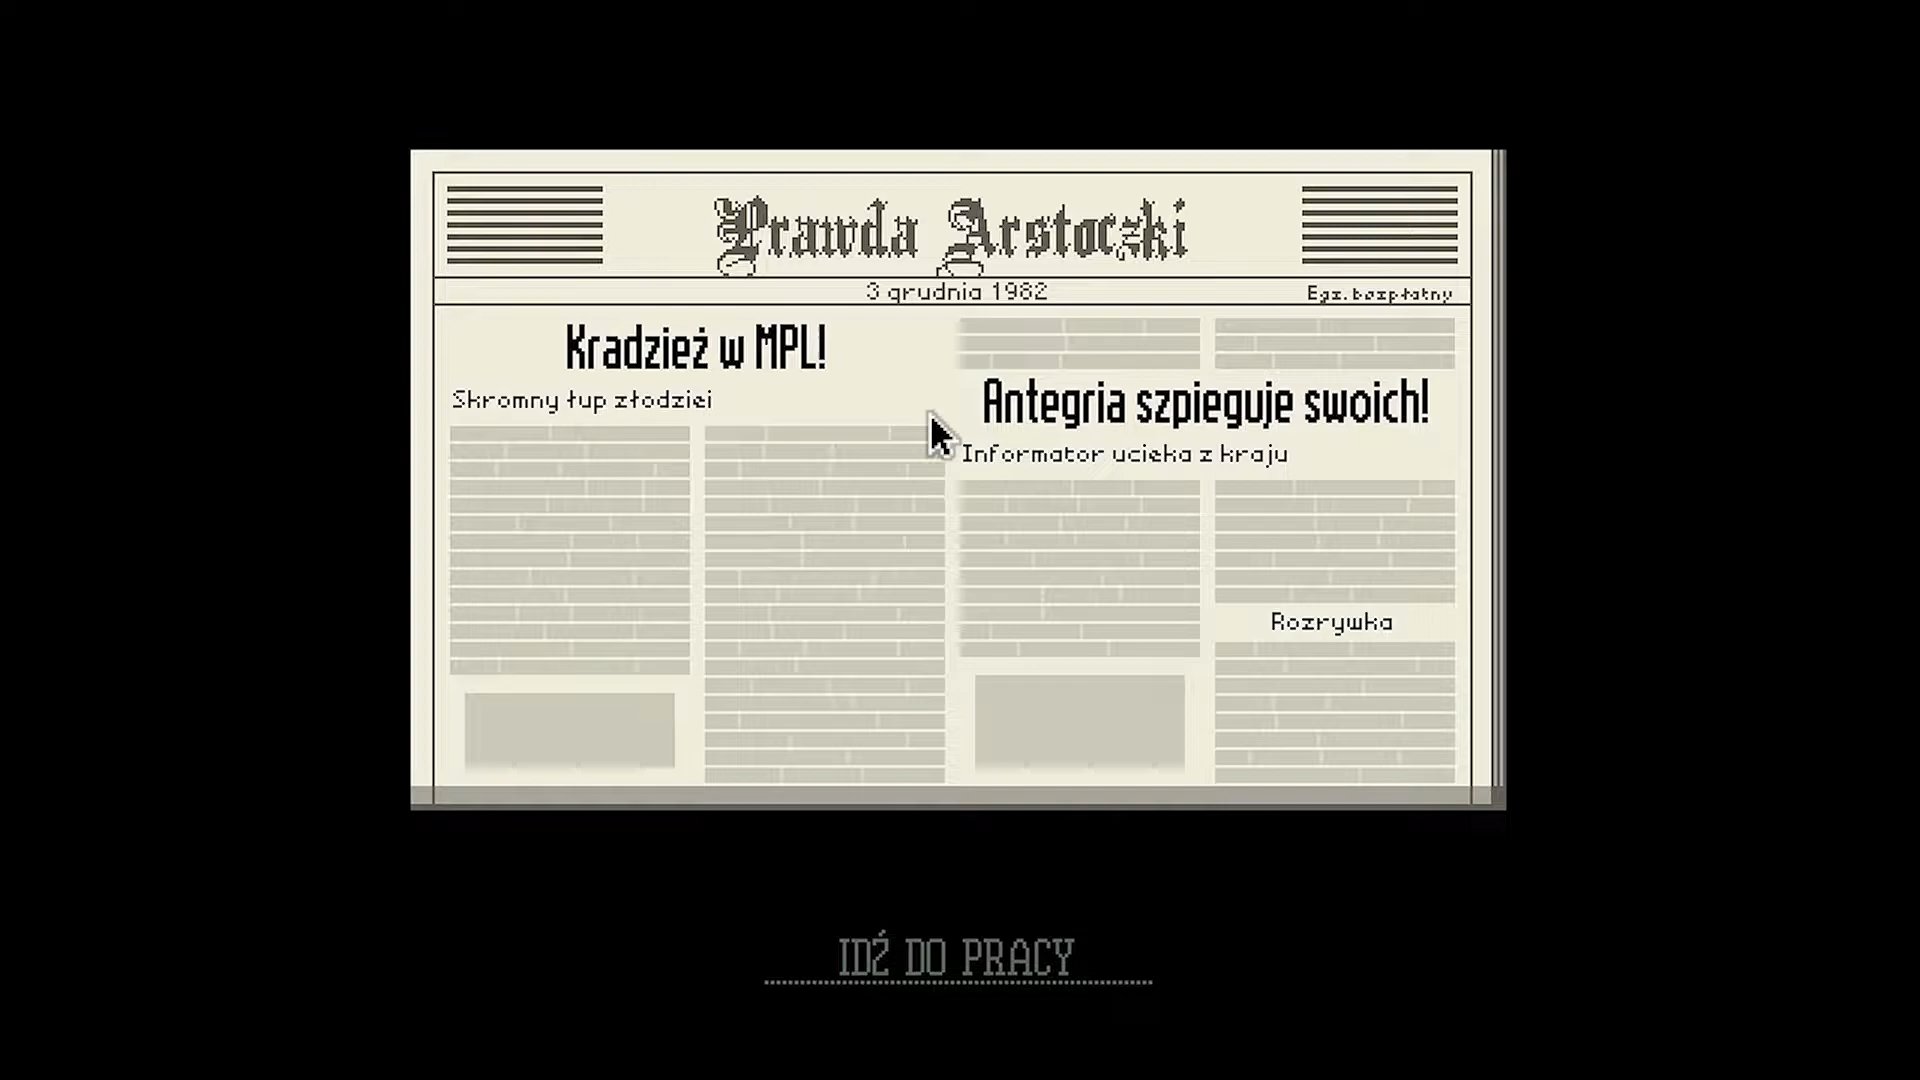 Prawda Arstoczki
3 grudnia 1982
Egz. bezpłatny
Kradzież w MPL!
Skromny łup złodziei
Antegria szpieguje swoich!
Informator ucieka z kraju
Rozrywka
IDŹ DO PRACY